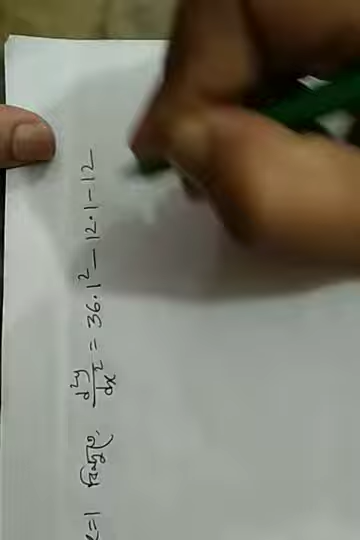 x=1 বিন্দুতে, d²y/dx² = 36·1² – 12·1 – 12